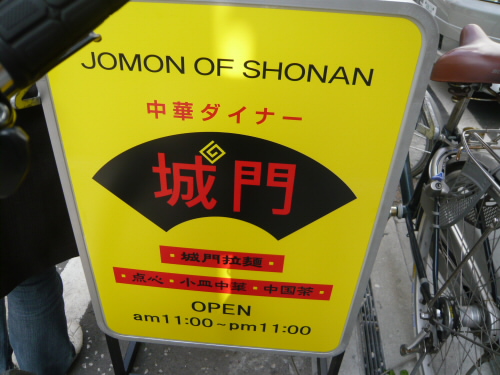 JOMON OF SHONAN
中華ダイナー
城門
・城門拉麺・
・点心・小皿中華・中国茶・
OPEN
am11:00~pm11:00